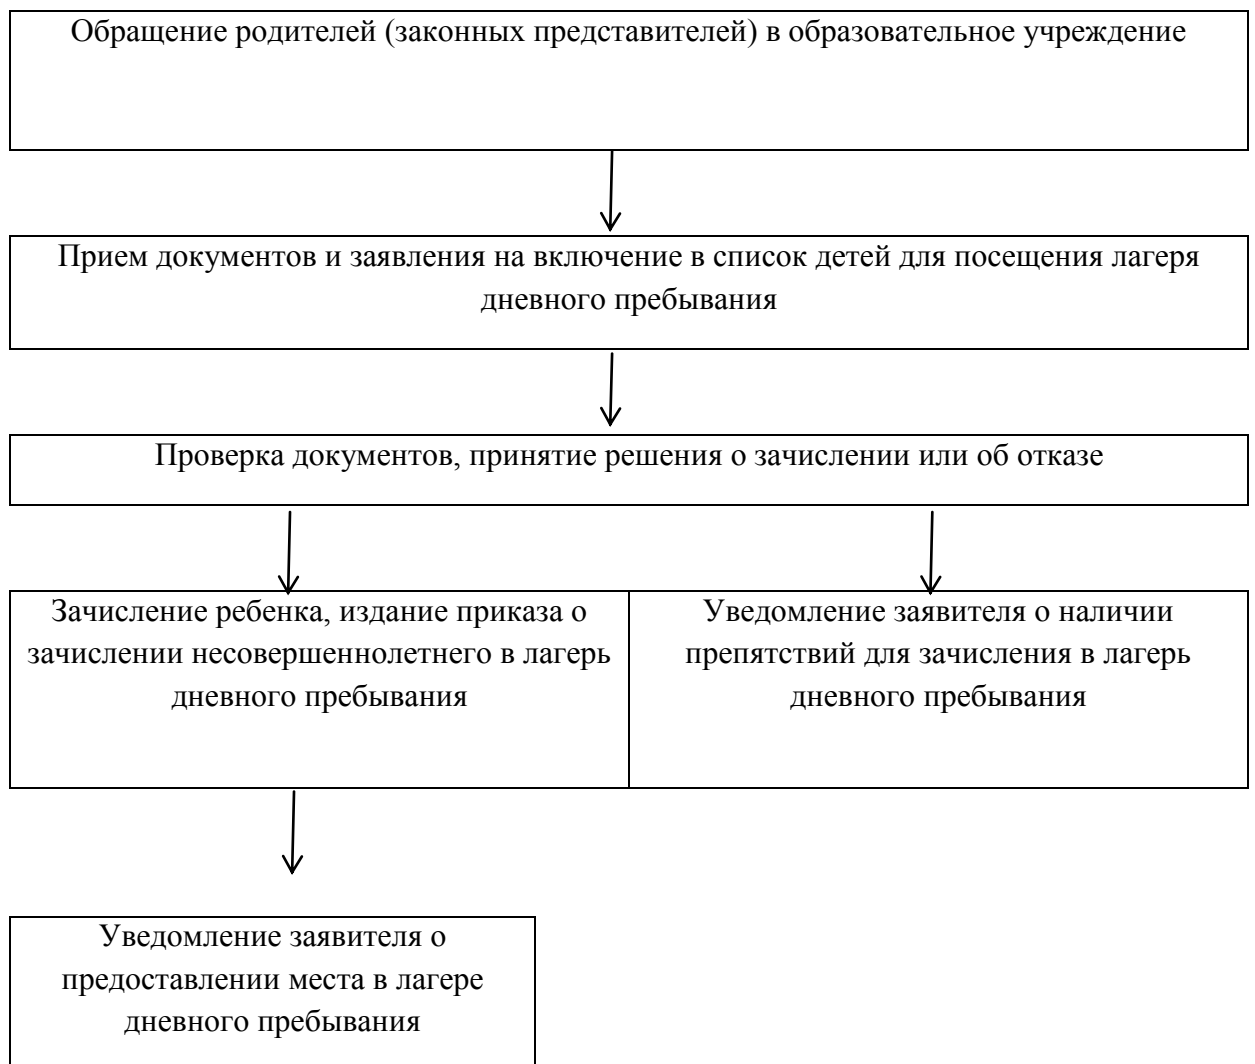 Обращение родителей (законных представителей) в образовательное учреждение
Прием документов и заявления на включение в список детей для посещения лагеря
дневного пребывания
Проверка документов, принятие решения о зачислении или об отказе
Зачисление ребенка, издание приказа о
зачислении несовершеннолетнего в лагерь
дневного пребывания
Уведомление заявителя о наличии
препятствий для зачисления в лагерь
дневного пребывания
Уведомление заявителя о
предоставлении места в лагере
дневного пребывания